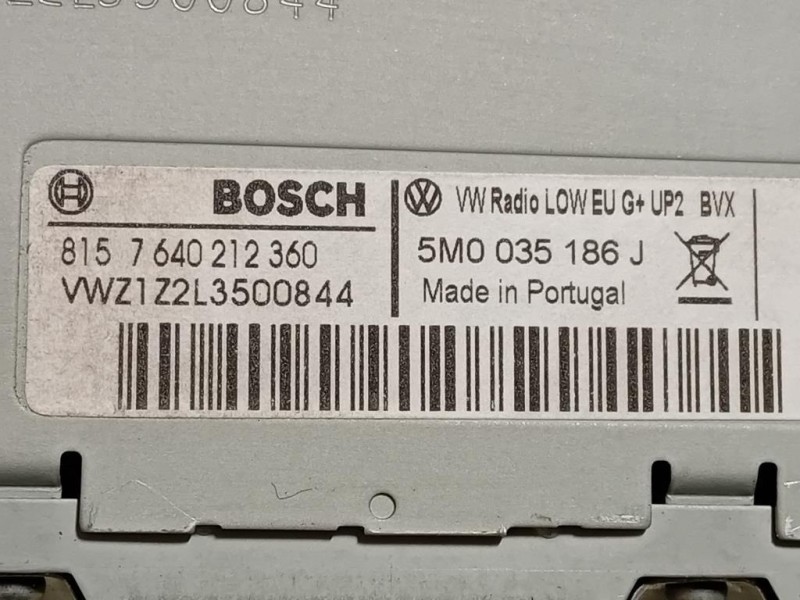 BOSCH
815 7 640 212 360
VWZ1Z2L3500844
VW Radio LOW EU G+ UP2 BVX
5M0 035 186 J
Made in Portugal